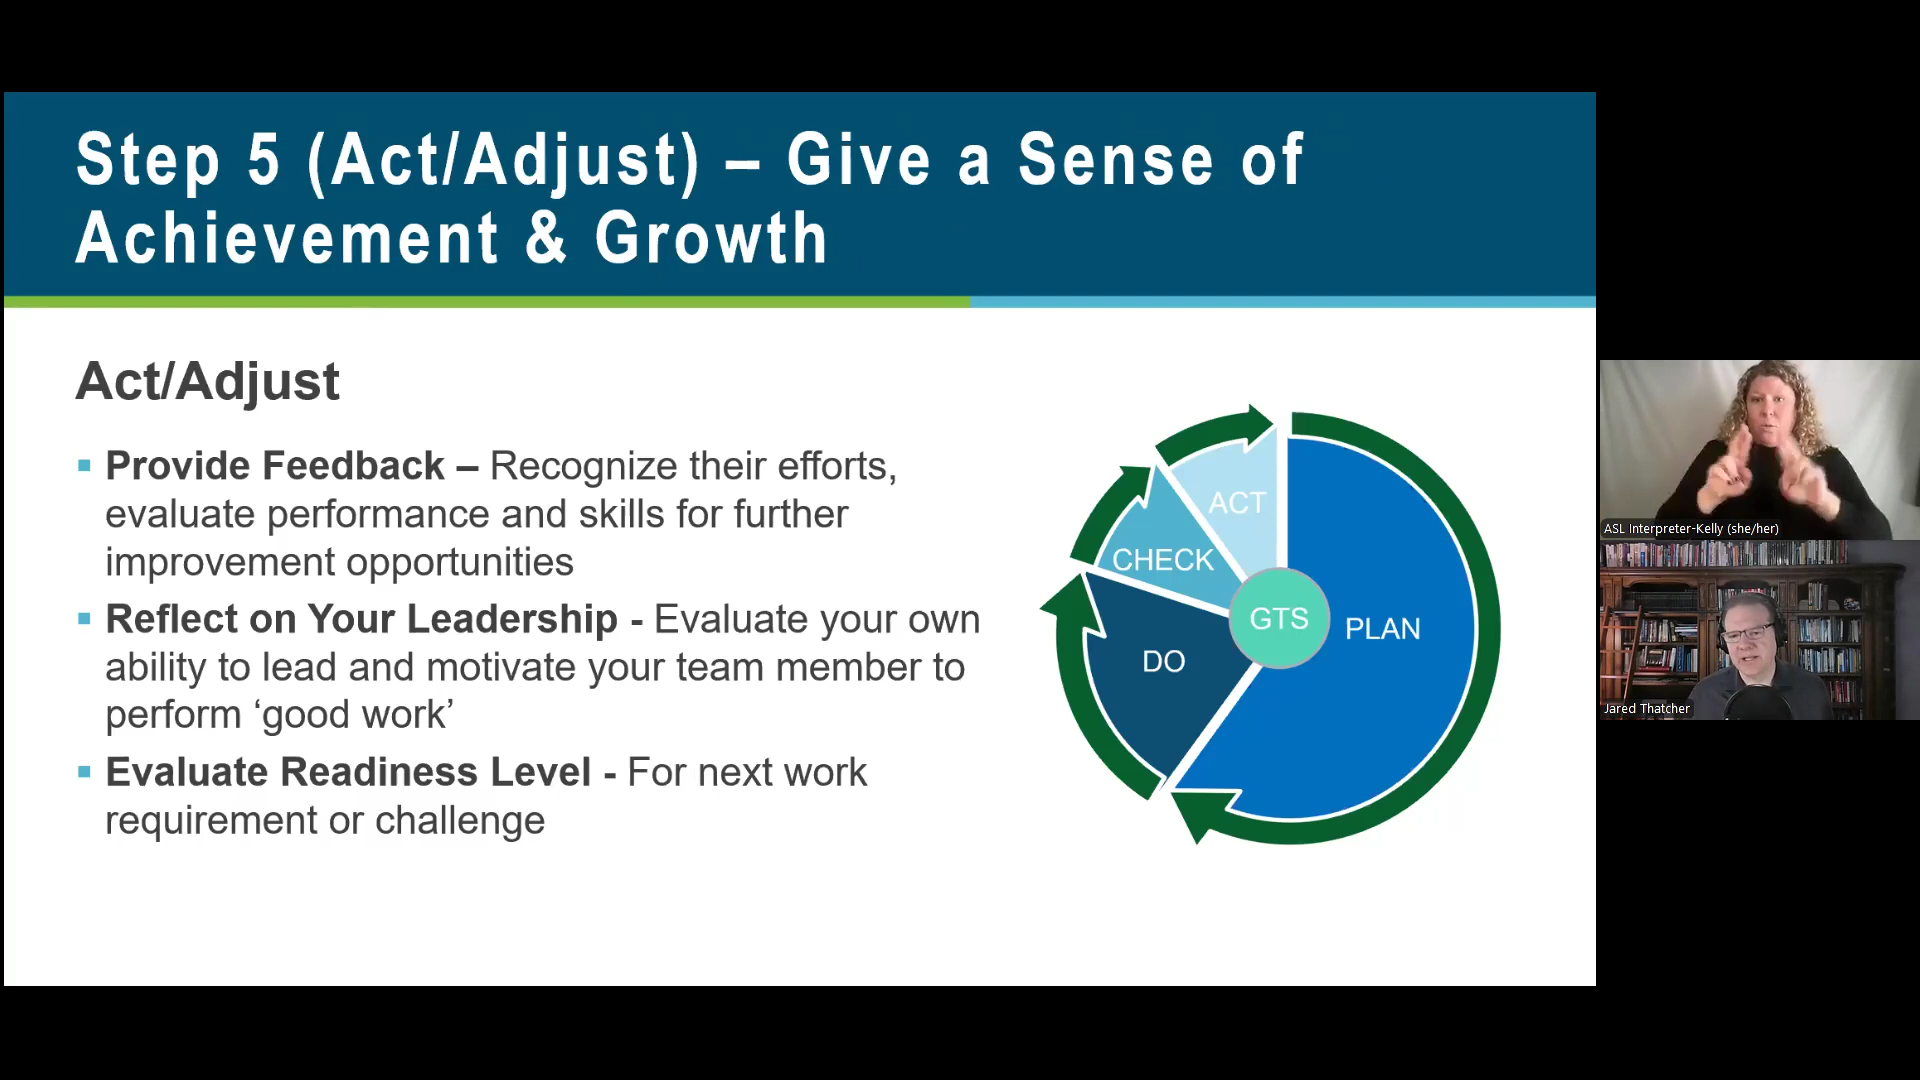 Step 5 (Act/Adjust) – Give a Sense of
Achievement & Growth
Act/Adjust
▪ Provide Feedback – Recognize their efforts,
evaluate performance and skills for further
improvement opportunities
▪ Reflect on Your Leadership - Evaluate your own
ability to lead and motivate your team member to
perform ‘good work’
▪ Evaluate Readiness Level - For next work
requirement or challenge
ACT
CHECK
GTS
PLAN
DO
ASL Interpreter-Kelly (she/her)
Jared Thatcher